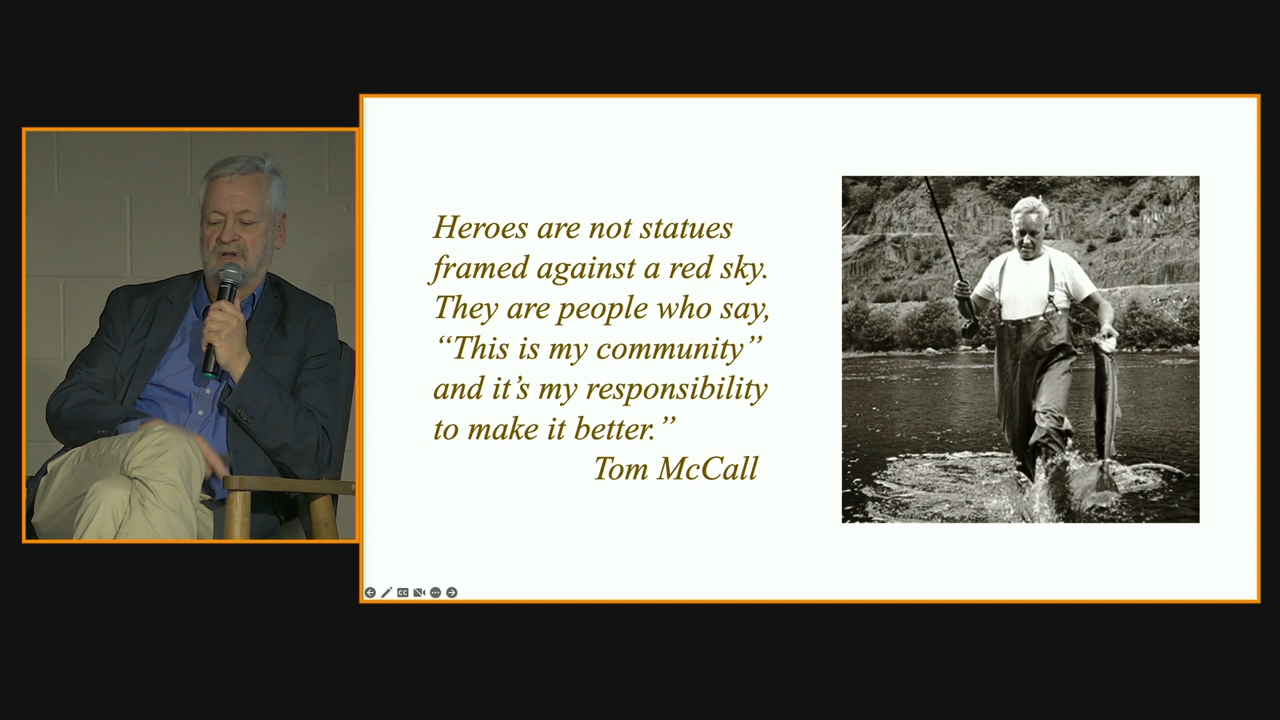 Heroes are not statues
framed against a red sky.
They are people who say,
“This is my community”
and it’s my responsibility
to make it better.”
Tom McCall
CC